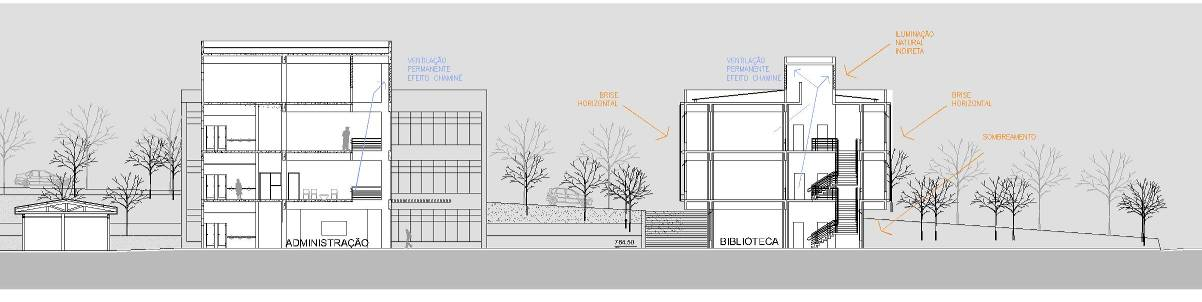 VENTILAÇÃO
PERMANENTE
EFEITO CHAMINÉ
ADMINISTRAÇÃO
BRISE
HORIZONTAL
764.50
VENTILAÇÃO
PERMANENTE
EFEITO CHAMINÉ
ILUMINAÇÃO
NATURAL
INDIRETA
BRISE
HORIZONTAL
SOMBREAMENTO
BIBLIOTECA